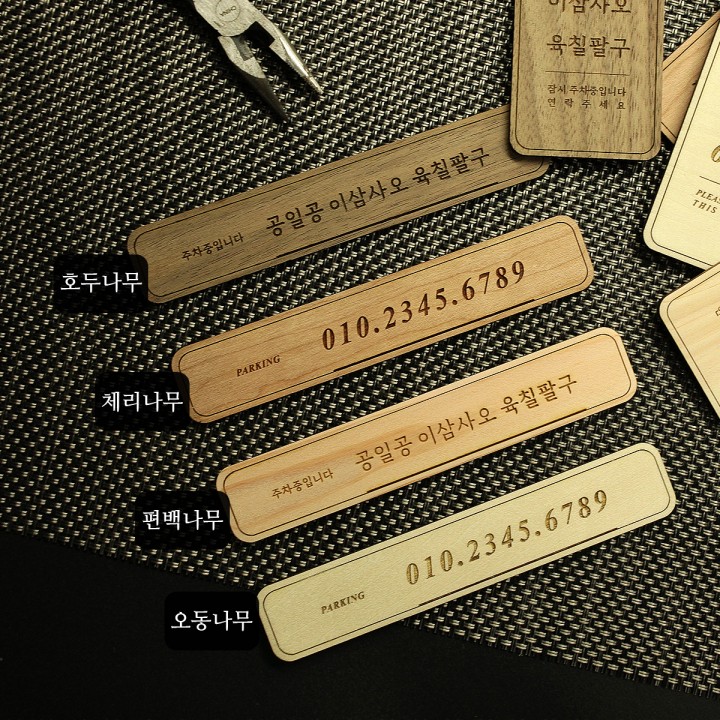 이삼사오
육칠팔구
잠시 주차중입니다
연락주세요
주차중입니다 공일공 이삼사오 육칠팔구
호두나무
PARKING 010.2345.6789
체리나무
주차중입니다 공일공 이삼사오 육칠팔구
편백나무
PARKING 010.2345.6789
오동나무
THIS